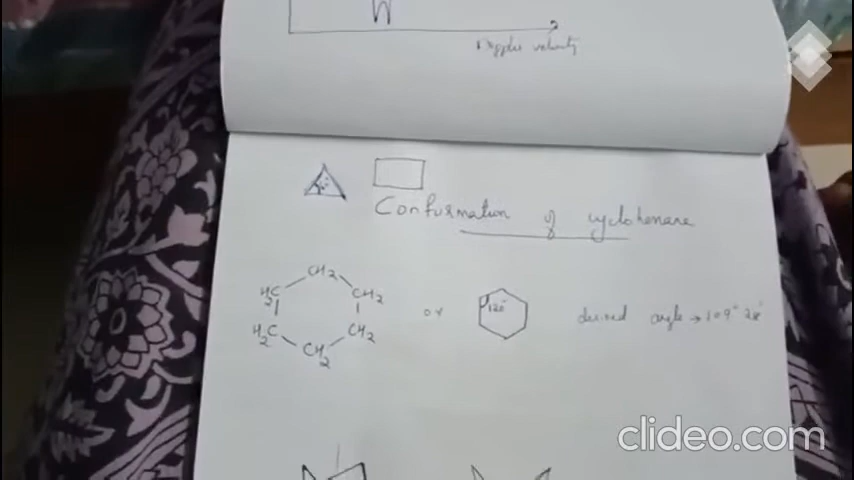 Doppler velocity
60°
Conformation of cyclohexane
CH2
H2C CH2
H2C CH2
CH2
or
120°
desired angle → 109° 28'
clideo.com